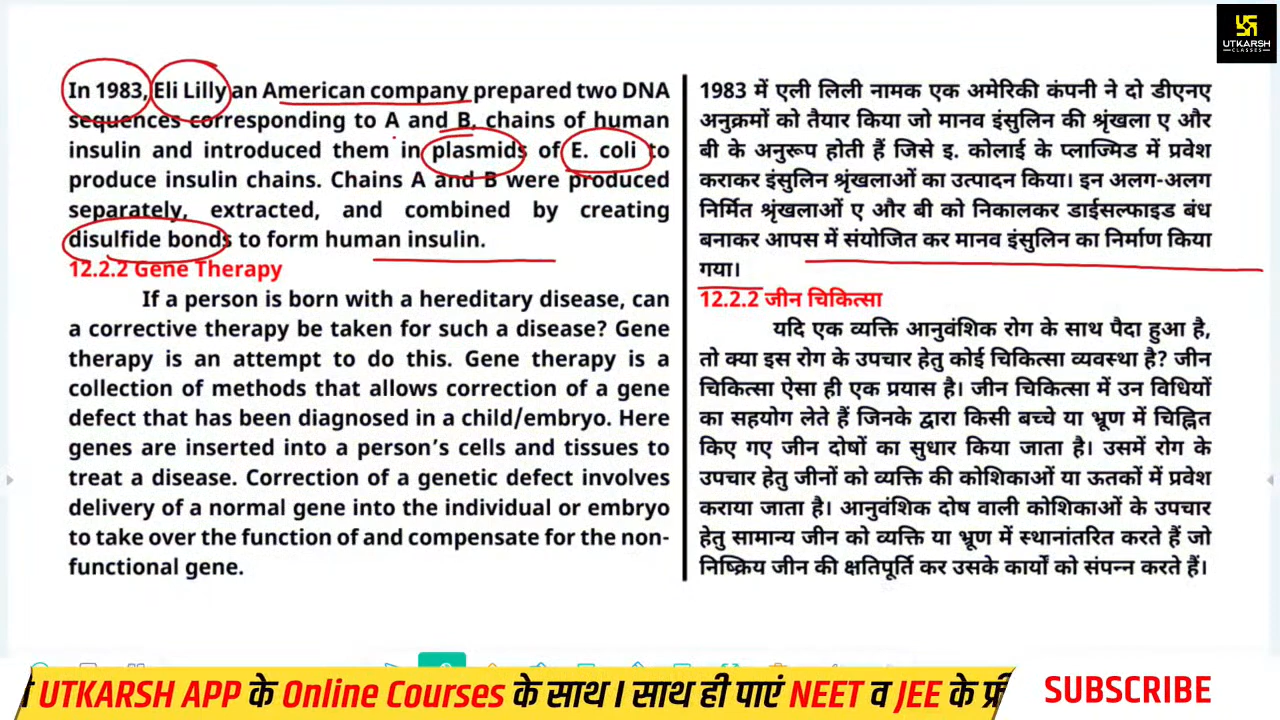 UTKARSH
CLASSES
In 1983, Eli Lilly an American company prepared two DNA
sequences corresponding to A and B, chains of human
insulin and introduced them in plasmids of E. coli to
produce insulin chains. Chains A and B were produced
separately, extracted, and combined by creating
disulfide bonds to form human insulin.
12.2.2 Gene Therapy
If a person is born with a hereditary disease, can
a corrective therapy be taken for such a disease? Gene
therapy is an attempt to do this. Gene therapy is a
collection of methods that allows correction of a gene
defect that has been diagnosed in a child/embryo. Here
genes are inserted into a person’s cells and tissues to
treat a disease. Correction of a genetic defect involves
delivery of a normal gene into the individual or embryo
to take over the function of and compensate for the non-
functional gene.
1983 में एली लिली नामक एक अमेरिकी कंपनी ने दो डीएनए
अनुक्रमों को तैयार किया जो मानव इंसुलिन की श्रृंखला ए और
बी के अनुरूप होती हैं जिसे इ. कोलाई के प्लाज्मिड में प्रवेश
कराकर इंसुलिन श्रृंखलाओं का उत्पादन किया। इन अलग-अलग
निर्मित श्रृंखलाओं ए और बी को निकालकर डाईसल्फाइड बंध
बनाकर आपस में संयोजित कर मानव इंसुलिन का निर्माण किया
गया।
12.2.2 जीन चिकित्सा
यदि एक व्यक्ति आनुवंशिक रोग के साथ पैदा हुआ है,
तो क्या इस रोग के उपचार हेतु कोई चिकित्सा व्यवस्था है? जीन
चिकित्सा ऐसा ही एक प्रयास है। जीन चिकित्सा में उन विधियों
का सहयोग लेते हैं जिनके द्वारा किसी बच्चे या भ्रूण में चिह्नित
किए गए जीन दोषों का सुधार किया जाता है। उसमें रोग के
उपचार हेतु जीनों को व्यक्ति की कोशिकाओं या ऊतकों में प्रवेश
कराया जाता है। आनुवंशिक दोष वाली कोशिकाओं के उपचार
हेतु सामान्य जीन को व्यक्ति या भ्रूण में स्थानांतरित करते हैं जो
निष्क्रिय जीन की क्षतिपूर्ति कर उसके कार्यों को संपन्न करते हैं।
UTKARSH APP के Online Courses के साथ । साथ ही पाएं NEET व JEE के
SUBSCRIBE